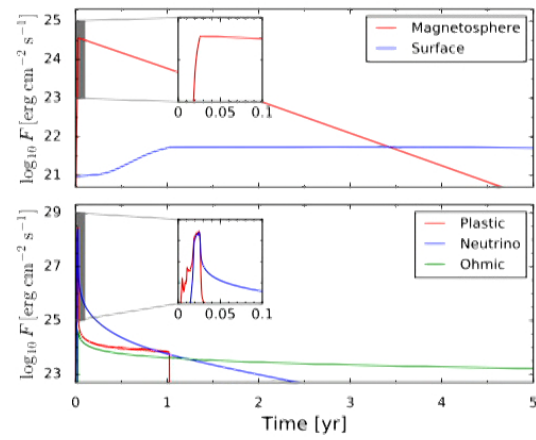 25
24
23
22
21
log₁₀ F [erg cm⁻² s⁻¹]
0 0.05 0.1
Magnetosphere
Surface
29
27
25
23
log₁₀ F [erg cm⁻² s⁻¹]
0 0.05 0.1
Plastic
Neutrino
Ohmic
0 1 2 3 4 5
Time [yr]